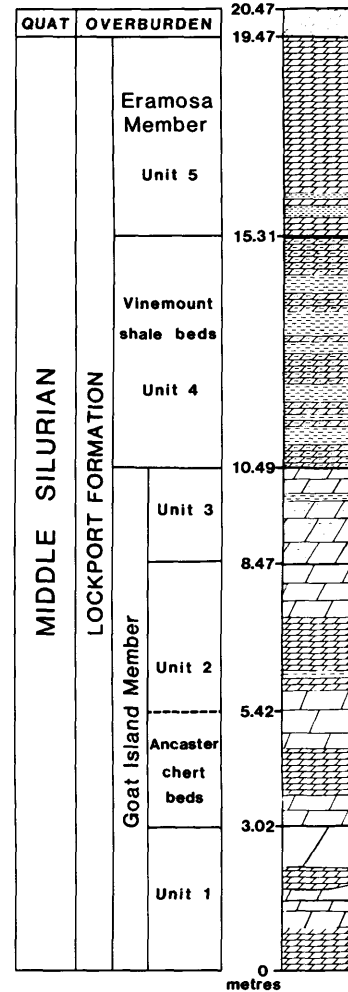 20.47
QUAT OVERBURDEN
19.47
Eramosa
Member
Unit 5
15.31
Vinemount
shale beds
Unit 4
MIDDLE SILURIAN
LOCKPORT FORMATION
10.49
Unit 3
8.47
Goat Island Member
Unit 2
5.42
Ancaster
chert
beds
3.02
Unit 1
0
metres